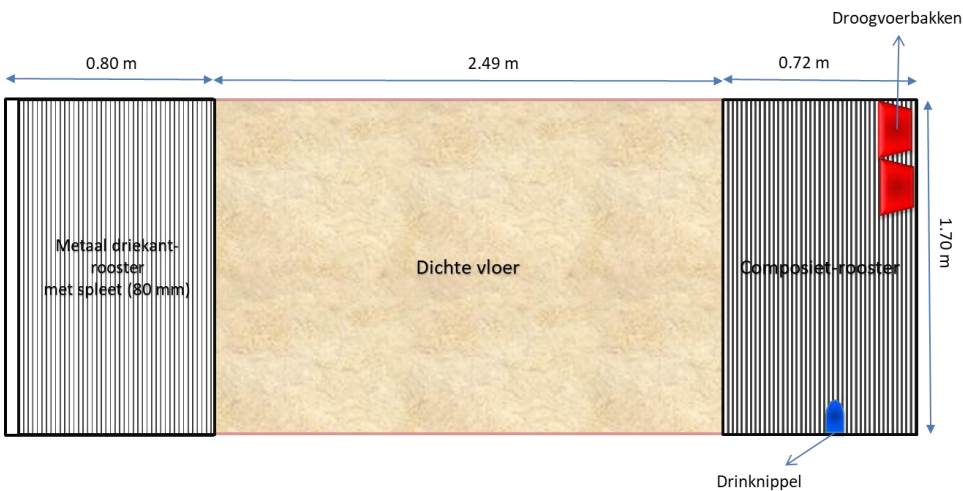 Droogvoerbakken
0.80 m
2.49 m
0.72 m
Metaal driekant-
rooster
met spleet (80 mm)
Dichte vloer
Composiet-rooster
1.70 m
Drinknippel